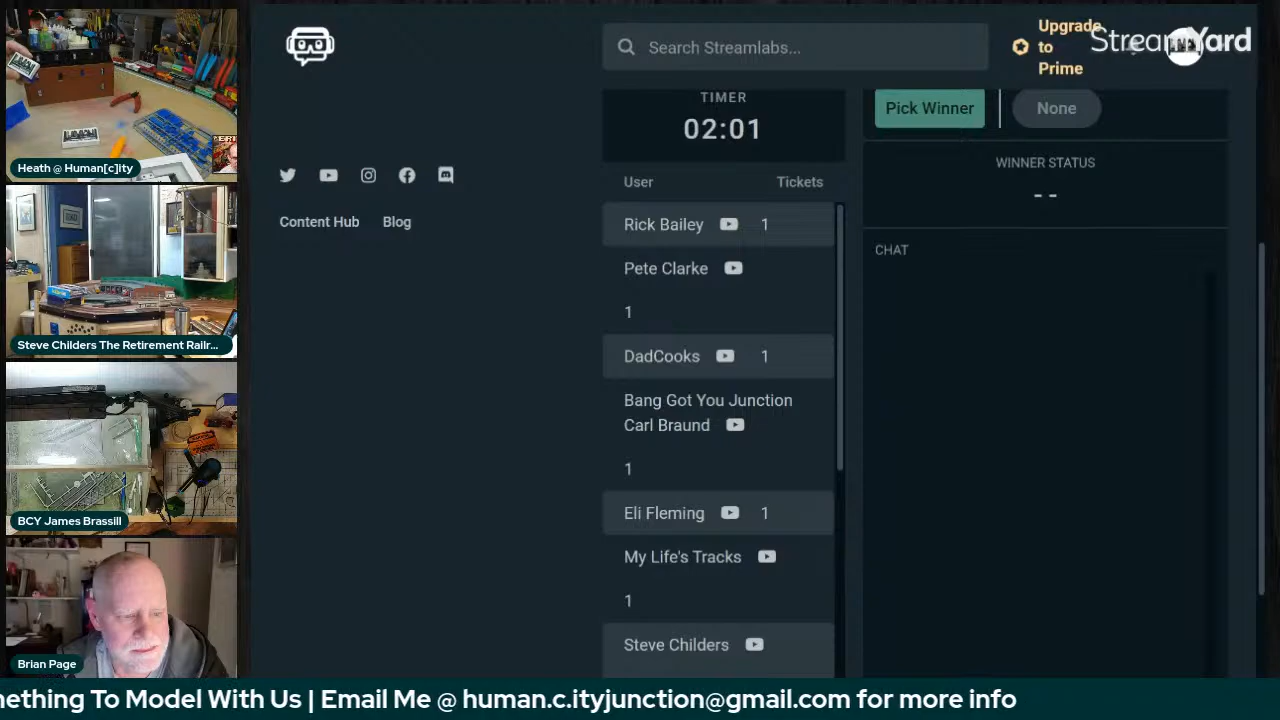 Heath @ Human[c]ity
Steve Childers The Retirement Railr...
BCY James Brassill
Brian Page
Search Streamlabs...
Upgrade
to
Prime
StreamYard
Content Hub Blog
TIMER
02:01
User Tickets
Rick Bailey 1
Pete Clarke
1
DadCooks 1
Bang Got You Junction
Carl Braund
1
Eli Fleming 1
My Life's Tracks
1
Steve Childers
Pick Winner None
WINNER STATUS
- -
CHAT
nething To Model With Us | Email Me @ human.c.ityjunction@gmail.com for more info